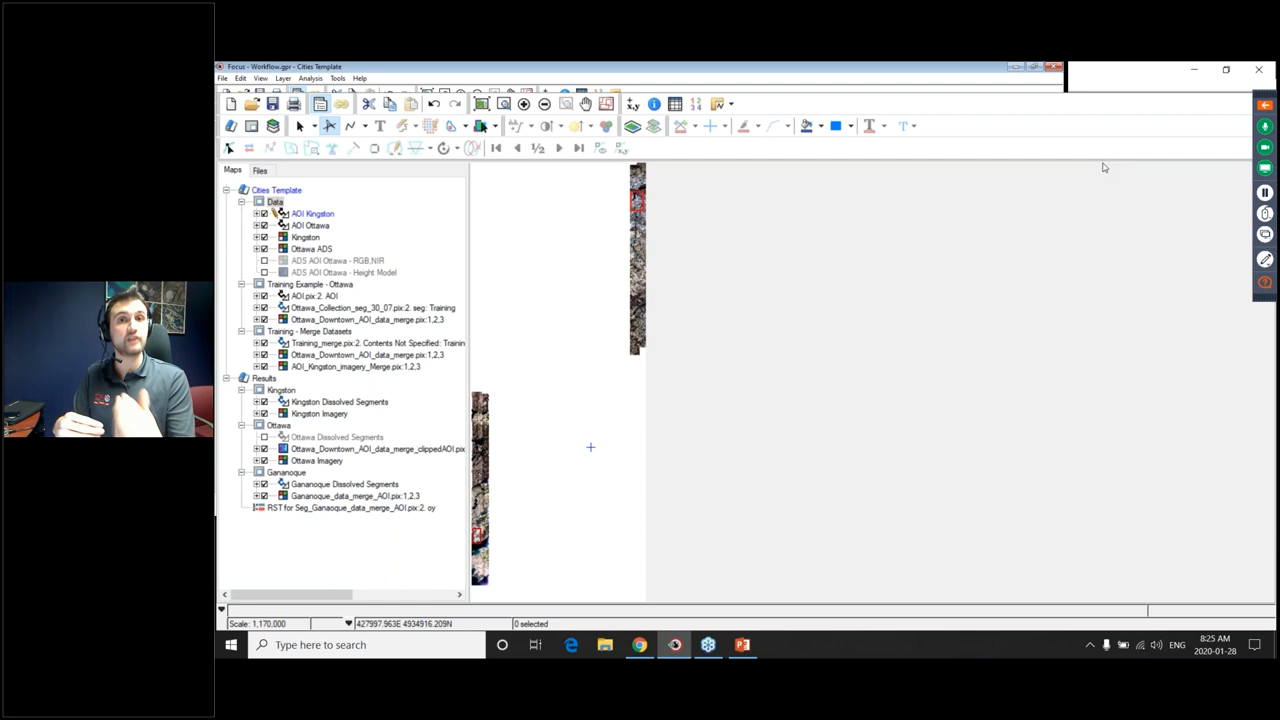 Focus - Workflow.gpr - Cities Template
File Edit View Layer Analysis Tools Help
Maps Files
Cities Template
Data
AOI Kingston
AOI Ottawa
Kingston
Ottawa ADS
ADS AOI Ottawa - RGB,NIR
ADS AOI Ottawa - Height Model
Training Example - Ottawa
AOI.pix:2. AOI
Ottawa_Collection_seg_30_07.pix:2. seg: Training
Ottawa_Downtown_AOI_data_merge.pix:1,2,3
Training - Merge Datasets
Training_merge.pix:2. Contents Not Specified: Trainin
Ottawa_Downtown_AOI_data_merge.pix:1,2,3
AOI_Kingston_imagery_Merge.pix:1,2,3
Results
Kingston
Kingston Dissolved Segments
Kingston Imagery
Ottawa
Ottawa Dissolved Segments
Ottawa_Downtown_AOI_data_merge_clippedAOI.pix
Ottawa Imagery
Gananoque
Gananoque Dissolved Segments
Gananoque_data_merge_AOI.pix:1,2,3
RST for Seg_Ganaoque_data_merge_AOI.pix:2. oy
Scale: 1,170,000 427997.963E 4934916.209N 0 selected
Type here to search
ENG
8:25 AM
2020-01-28